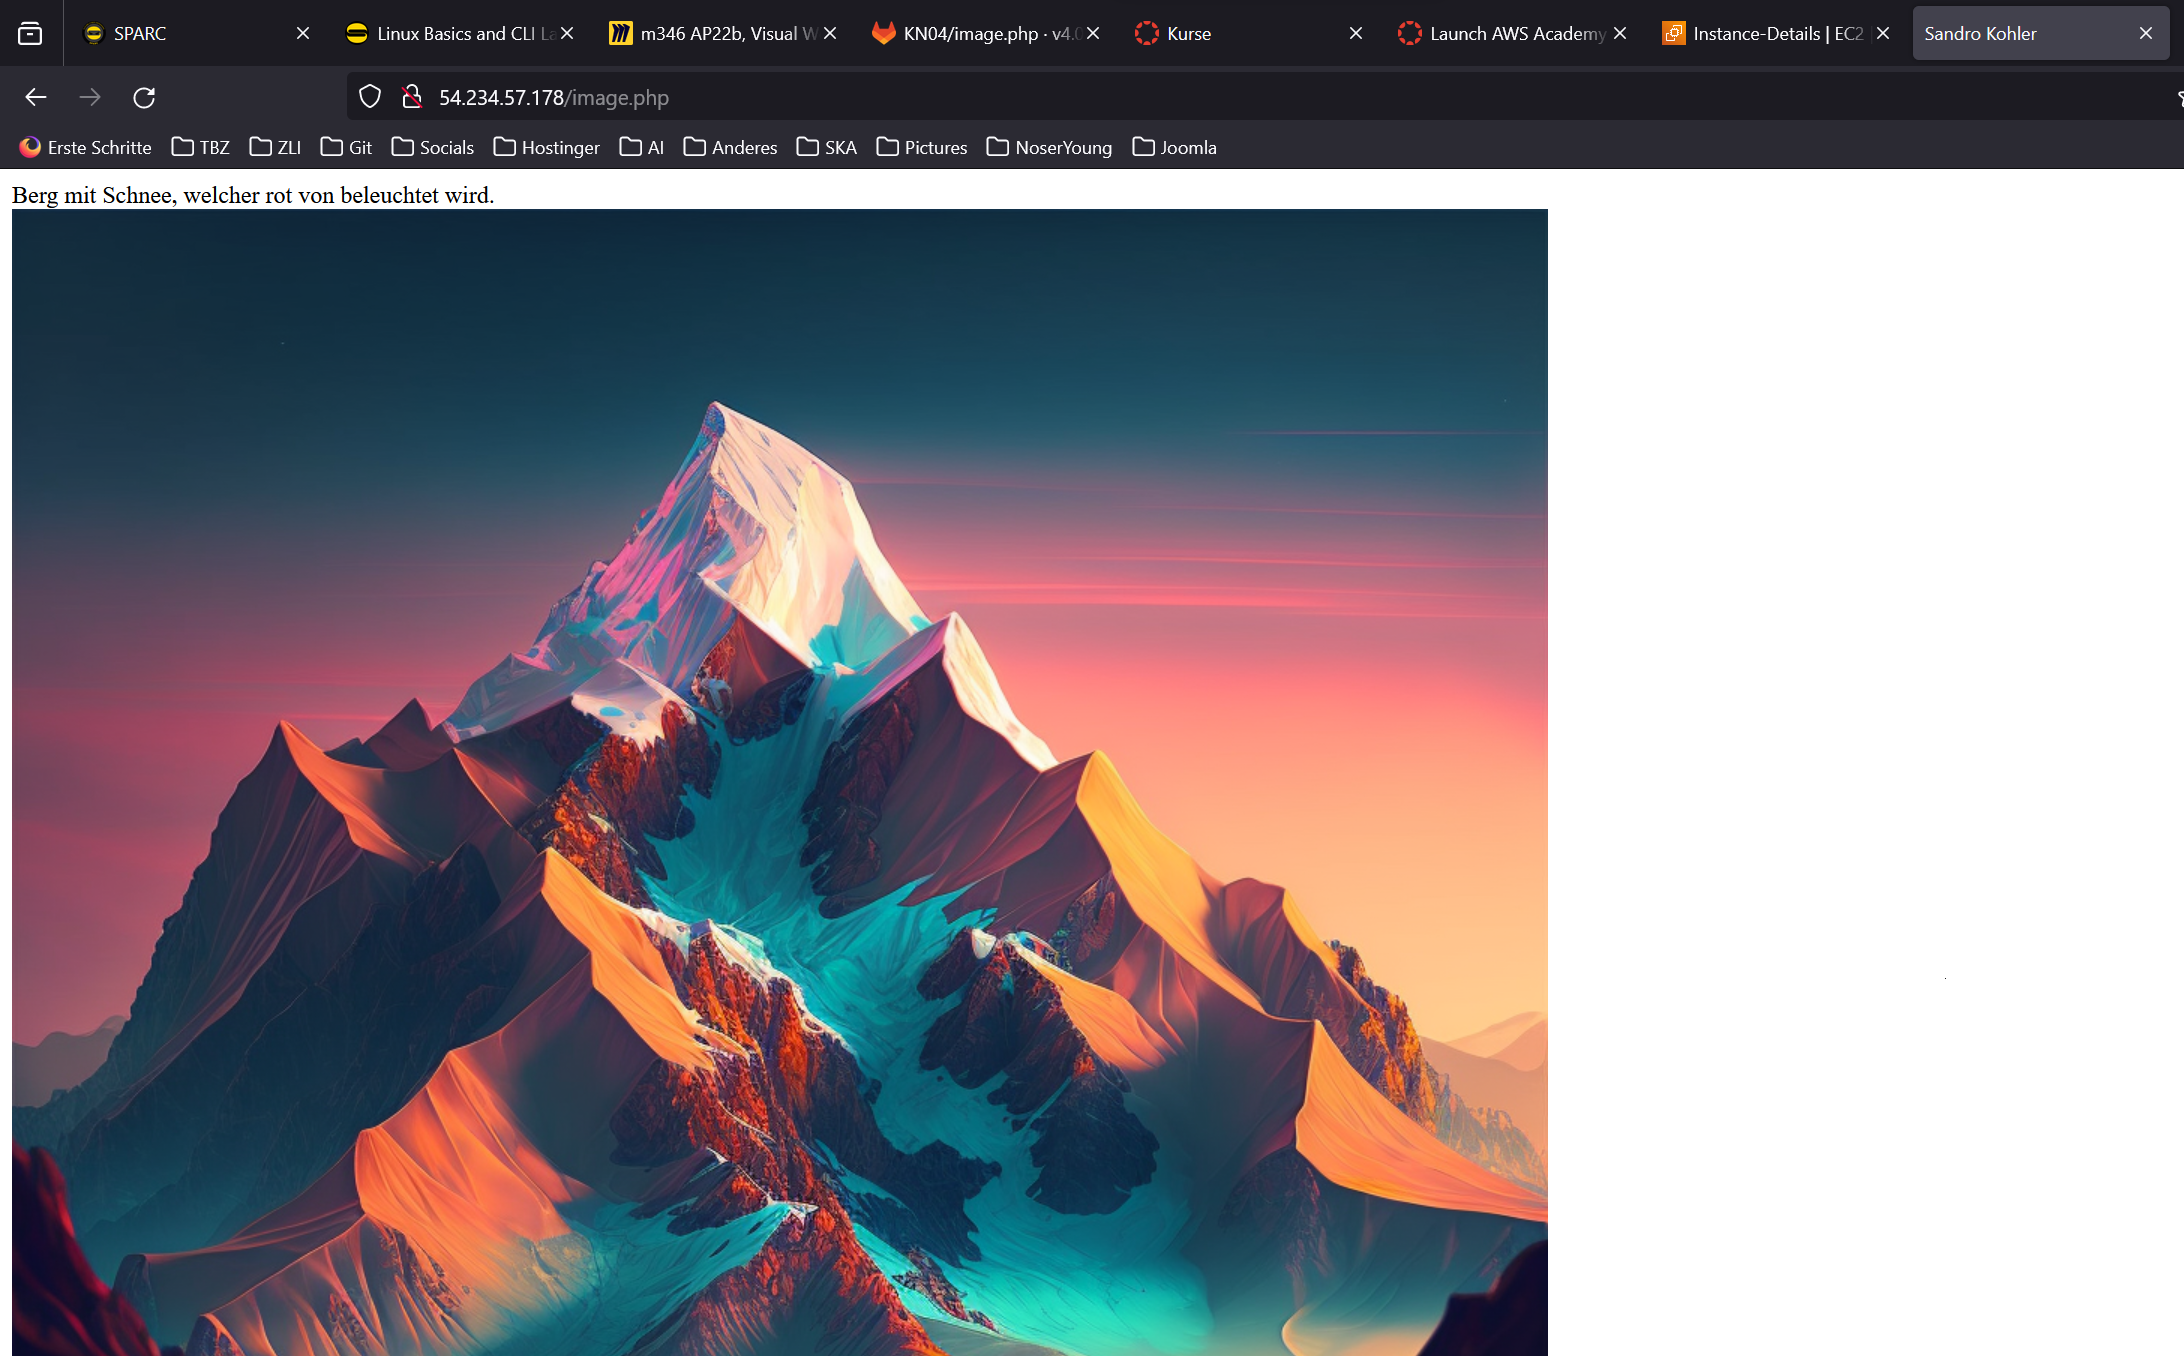 SPARC
Linux Basics and CLI La
m346 AP22b, Visual W
KN04/image.php · v4.0
Kurse
Launch AWS Academy
Instance-Details | EC2
Sandro Kohler
54.234.57.178/image.php
Erste Schritte
TBZ
ZLI
Git
Socials
Hostinger
AI
Anderes
SKA
Pictures
NoserYoung
Joomla
Berg mit Schnee, welcher rot von beleuchtet wird.